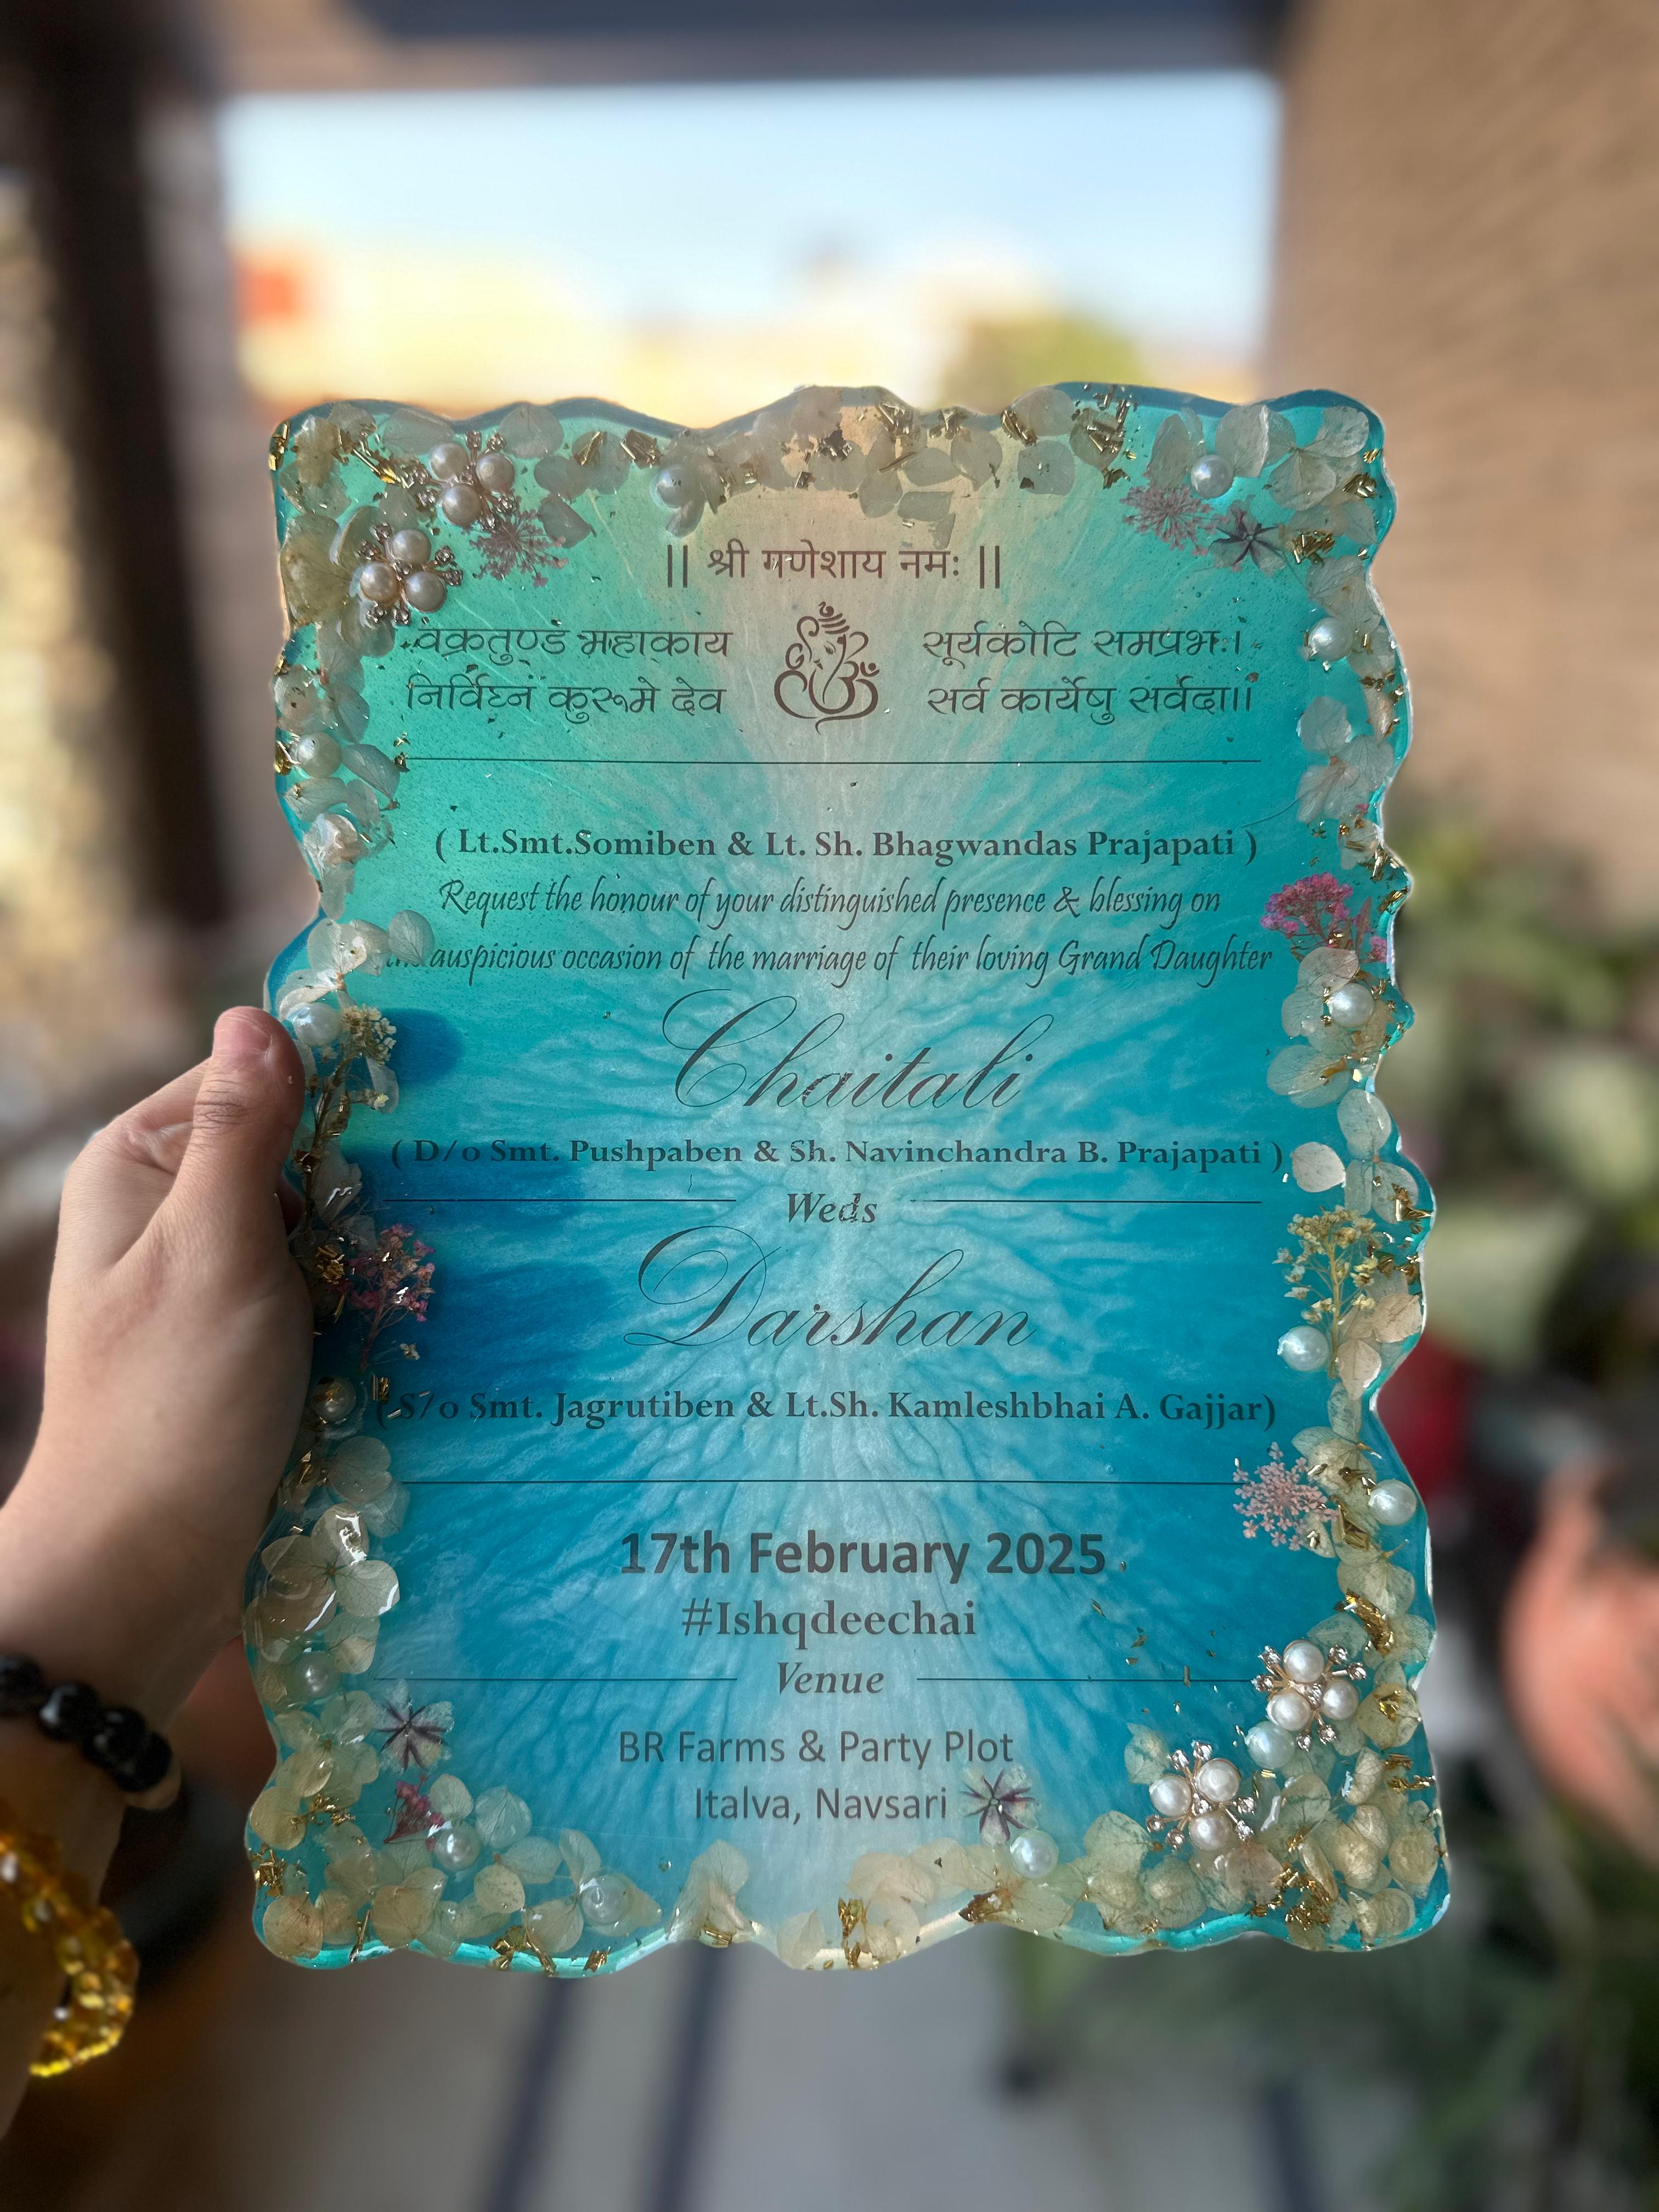 || श्री गणेशाय नमः ||
वक्रतुण्ड महाकाय सूर्यकोटि समप्रभः।
निर्विघ्नं कुरूमे देव सर्व कार्येषु सर्वदा।।
( Lt.Smt.Somiben & Lt. Sh. Bhagwandas Prajapati )
Request the honour of your distinguished presence & blessing on
auspicious occasion of the marriage of their loving Grand Daughter
Chaitali
( D/o Smt. Pushpaben & Sh. Navinchandra B. Prajapati )
Weds
Darshan
( S/o Smt. Jagrutiben & Lt.Sh. Kamleshbhai A. Gajjar)
17th February 2025
#Ishqdeechai
Venue
BR Farms & Party Plot
Italva, Navsari